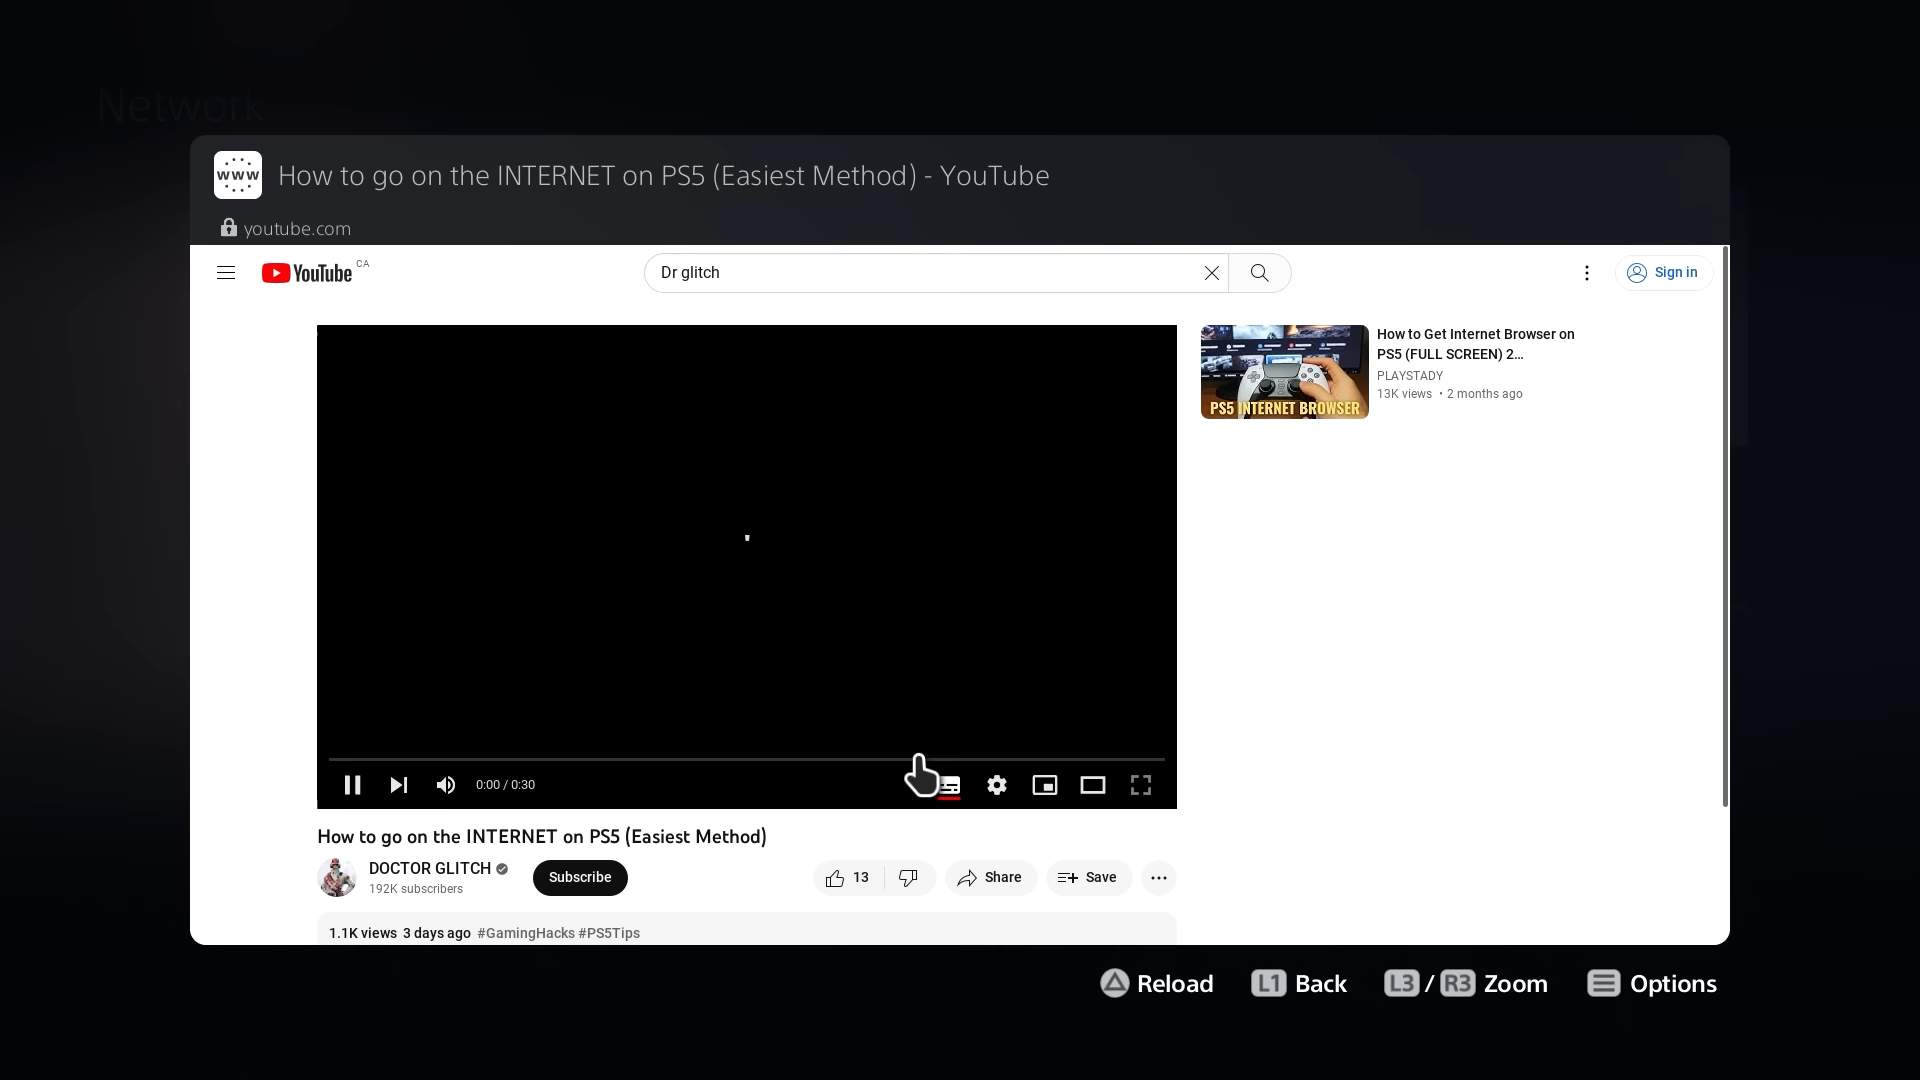 Network
www
How to go on the INTERNET on PS5 (Easiest Method) - YouTube
youtube.com
YouTube CA
Dr glitch
Sign in
PS5 INTERNET BROWSER
How to Get Internet Browser on
PS5 (FULL SCREEN) 2...
PLAYSTADY
13K views • 2 months ago
0:00 / 0:30
How to go on the INTERNET on PS5 (Easiest Method)
DOCTOR GLITCH
192K subscribers
Subscribe
13
Share
Save
1.1K views 3 days ago #GamingHacks #PS5Tips
Reload
L1 Back
L3 / R3 Zoom
Options